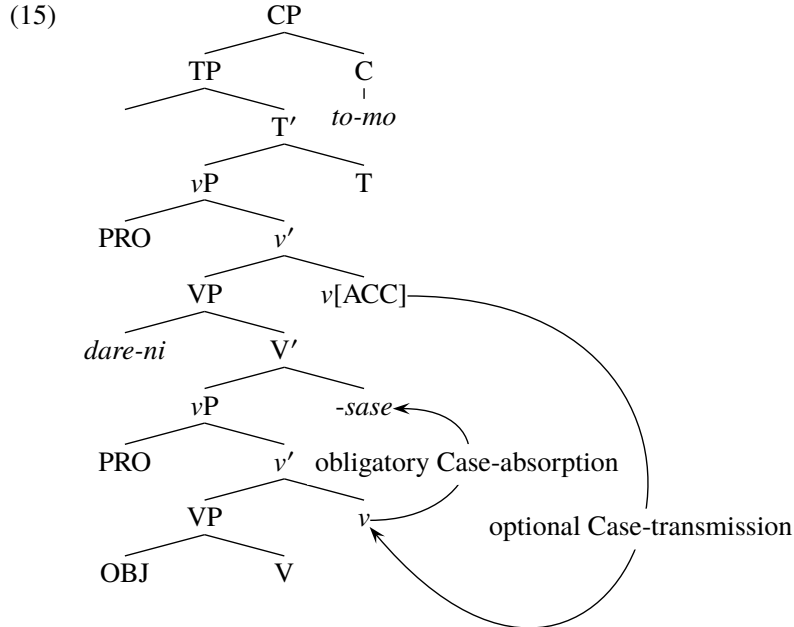 (15) CP
TP C
to-mo
T′
vP T
PRO v′
VP v[ACC]
dare-ni V′
vP -sase
PRO v′ obligatory Case-absorption
VP v optional Case-transmission
OBJ V